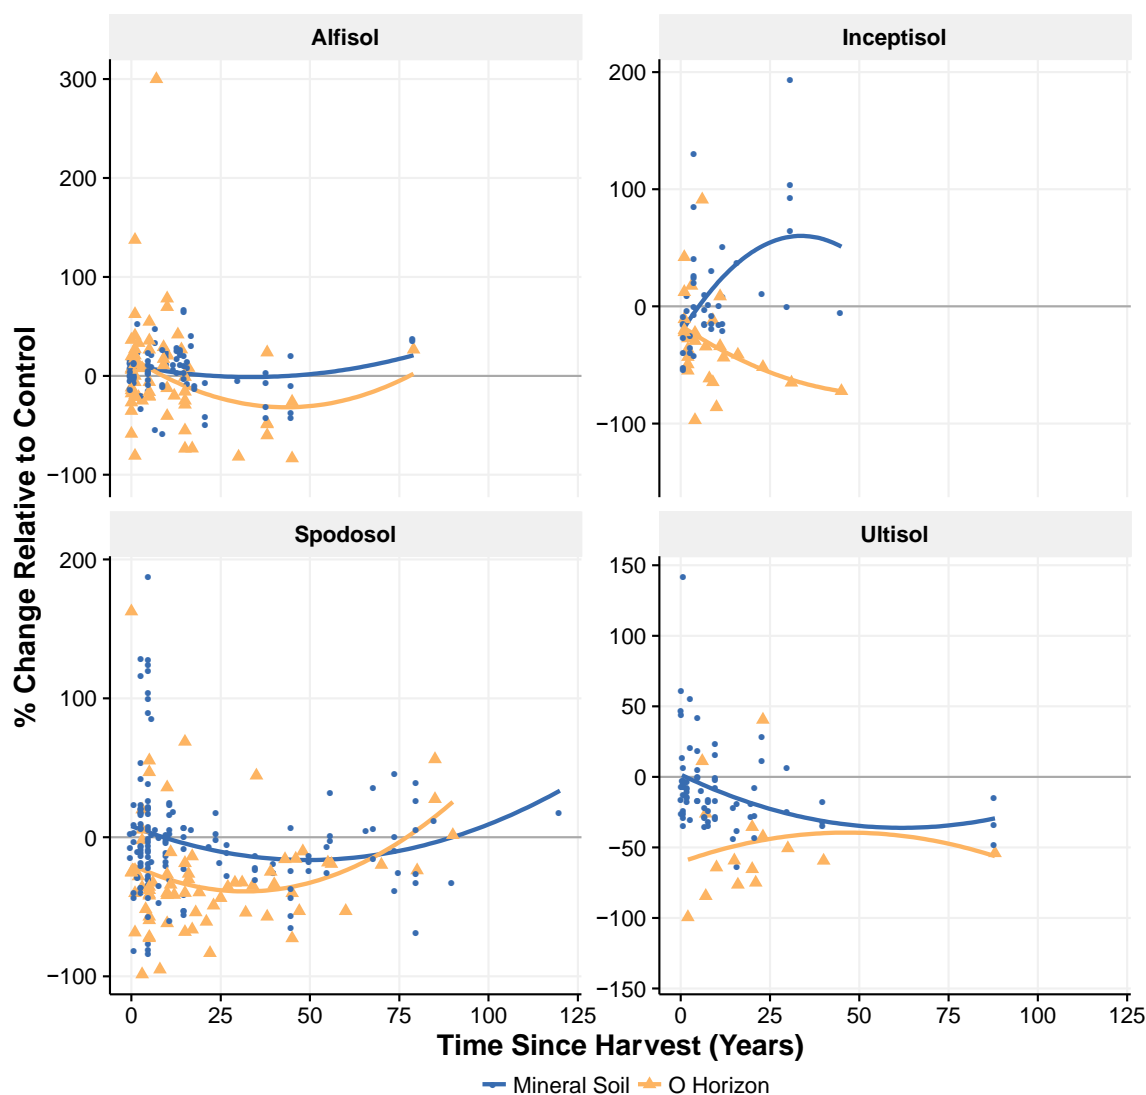 Alfisol
Inceptisol
300
200
100
0
−100
200
100
0
−100
% Change Relative to Control
Spodosol
Ultisol
200
100
0
−100
150
100
50
0
−50
−100
−150
0 25 50 75 100 125
0 25 50 75 100 125
Time Since Harvest (Years)
Mineral Soil O Horizon